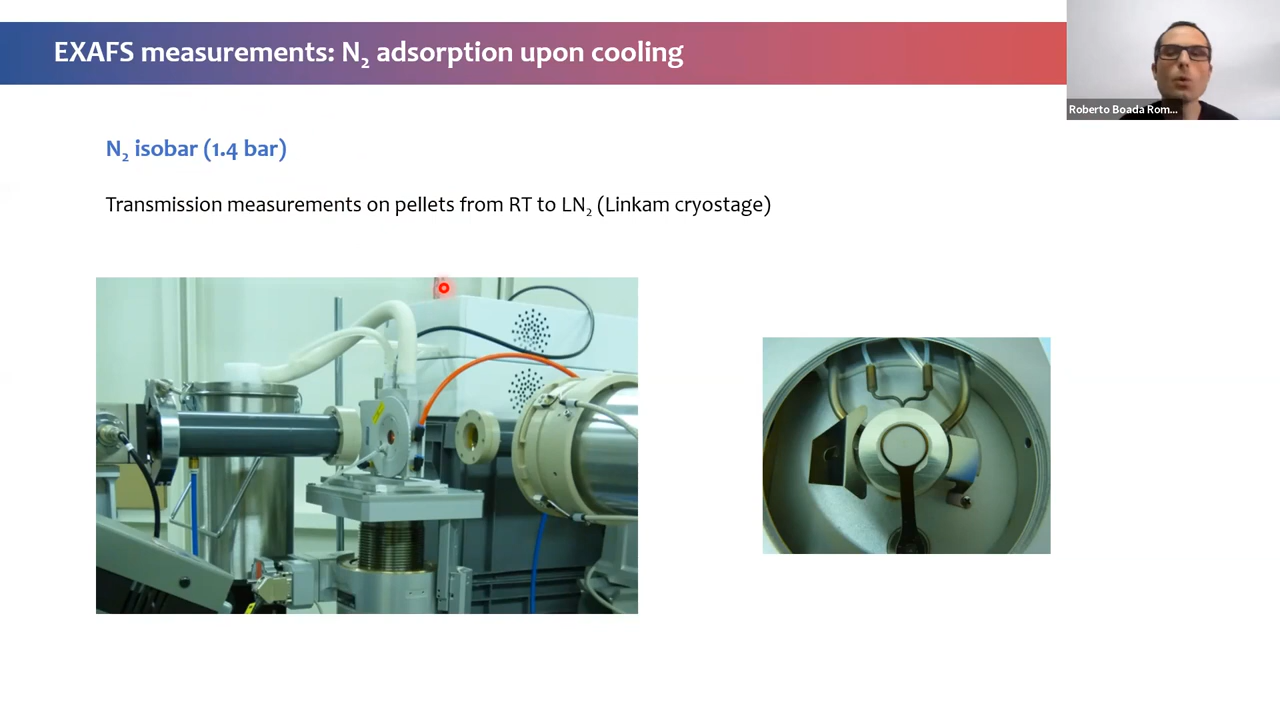 EXAFS measurements: N₂ adsorption upon cooling
Roberto Boada Rom...
N₂ isobar (1.4 bar)
Transmission measurements on pellets from RT to LN₂ (Linkam cryostage)